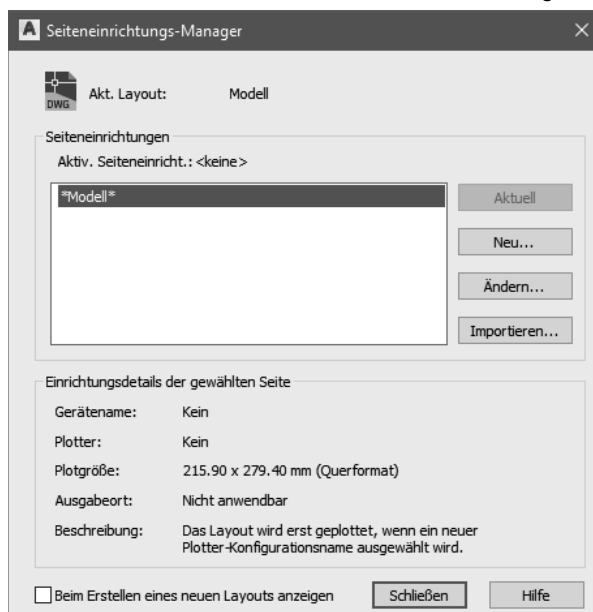 A Seiteneinrichtungs-Manager
DWG
Akt. Layout: Modell
Seiteneinrichtungen
Aktiv. Seiteneinricht.: <keine>
*Modell*
Aktuell
Neu...
Ändern...
Importieren...
Einrichtungsdetails der gewählten Seite
Gerätename: Kein
Plotter: Kein
Plotgröße: 215.90 x 279.40 mm (Querformat)
Ausgabeort: Nicht anwendbar
Beschreibung: Das Layout wird erst geplottet, wenn ein neuer
Plotter-Konfigurationsname ausgewählt wird.
Beim Erstellen eines neuen Layouts anzeigen Schließen Hilfe